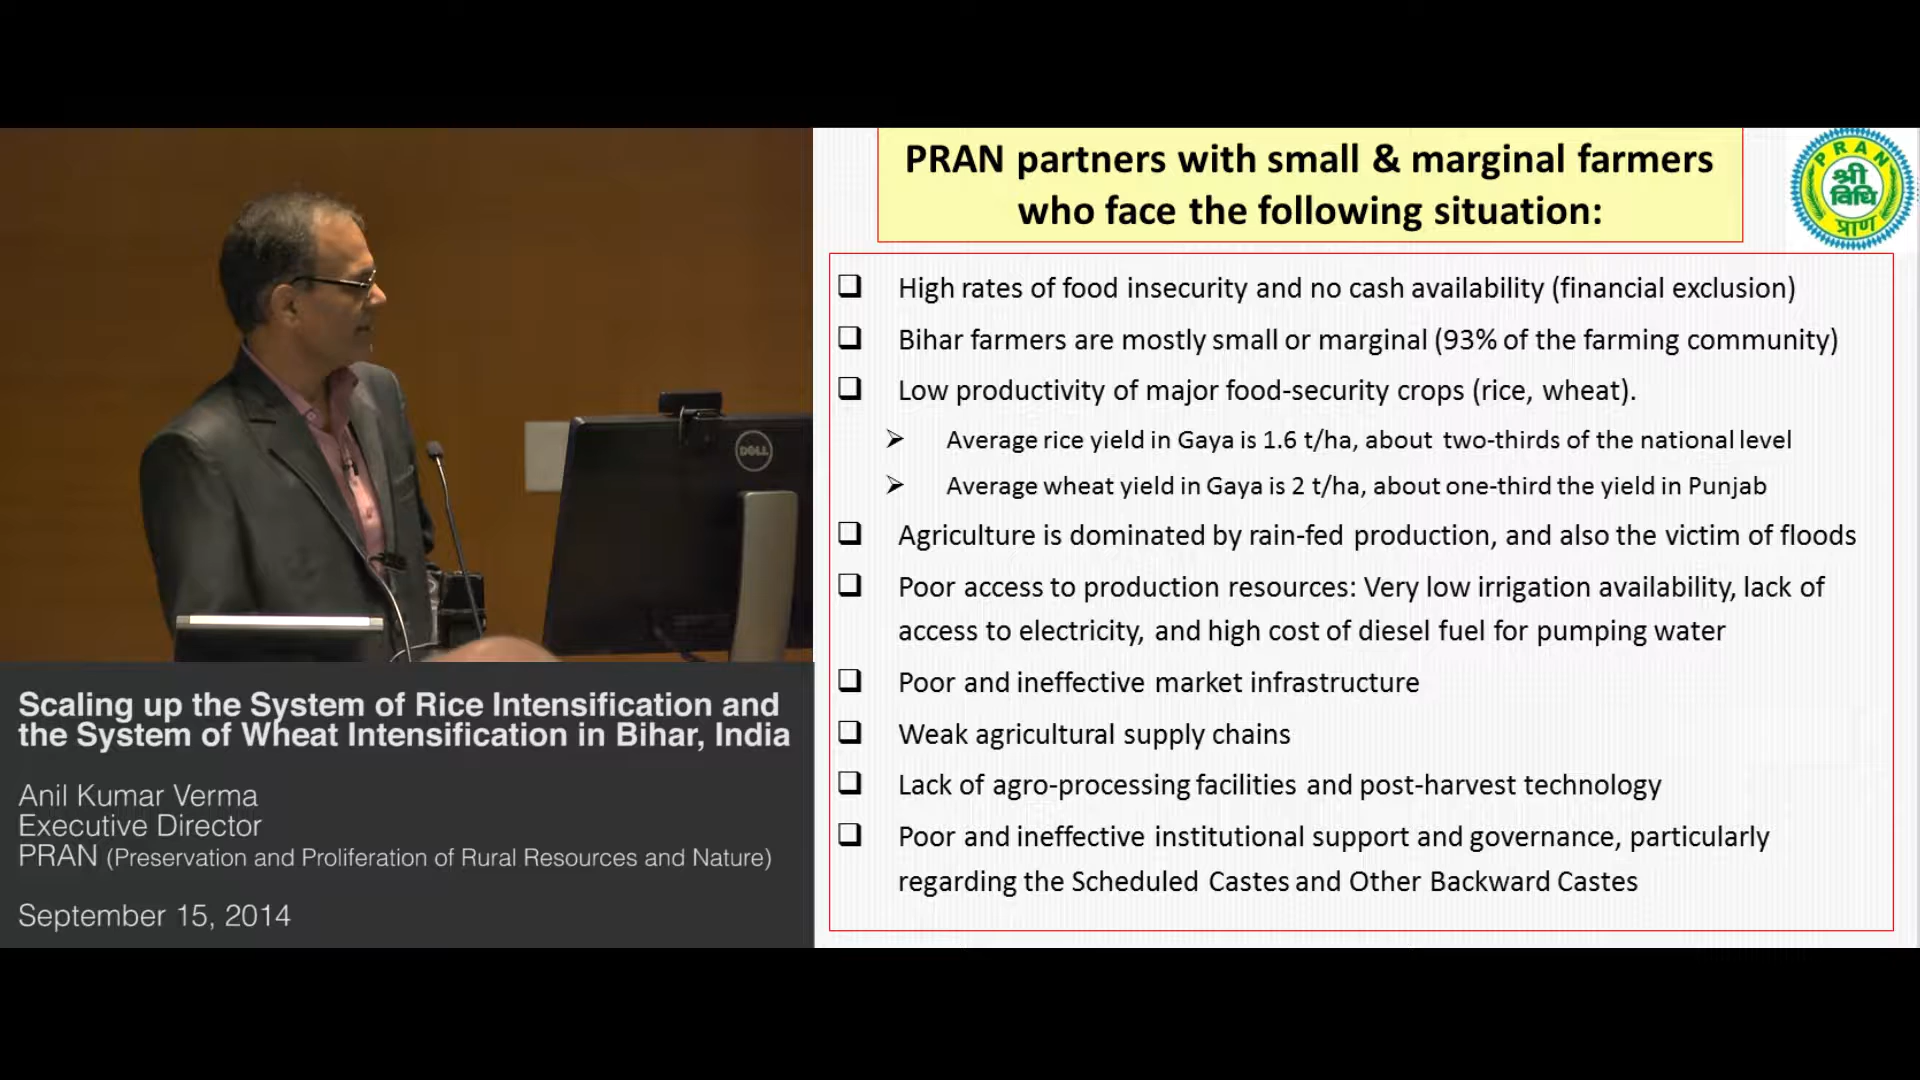 PRAN partners with small & marginal farmers
who face the following situation:
PRAN
श्री
विधि
प्राण
High rates of food insecurity and no cash availability (financial exclusion)
Bihar farmers are mostly small or marginal (93% of the farming community)
Low productivity of major food-security crops (rice, wheat).
Average rice yield in Gaya is 1.6 t/ha, about two-thirds of the national level
Average wheat yield in Gaya is 2 t/ha, about one-third the yield in Punjab
Agriculture is dominated by rain-fed production, and also the victim of floods
Poor access to production resources: Very low irrigation availability, lack of
access to electricity, and high cost of diesel fuel for pumping water
Poor and ineffective market infrastructure
Weak agricultural supply chains
Lack of agro-processing facilities and post-harvest technology
Poor and ineffective institutional support and governance, particularly
regarding the Scheduled Castes and Other Backward Castes
DELL
Scaling up the System of Rice Intensification and
the System of Wheat Intensification in Bihar, India
Anil Kumar Verma
Executive Director
PRAN (Preservation and Proliferation of Rural Resources and Nature)
September 15, 2014